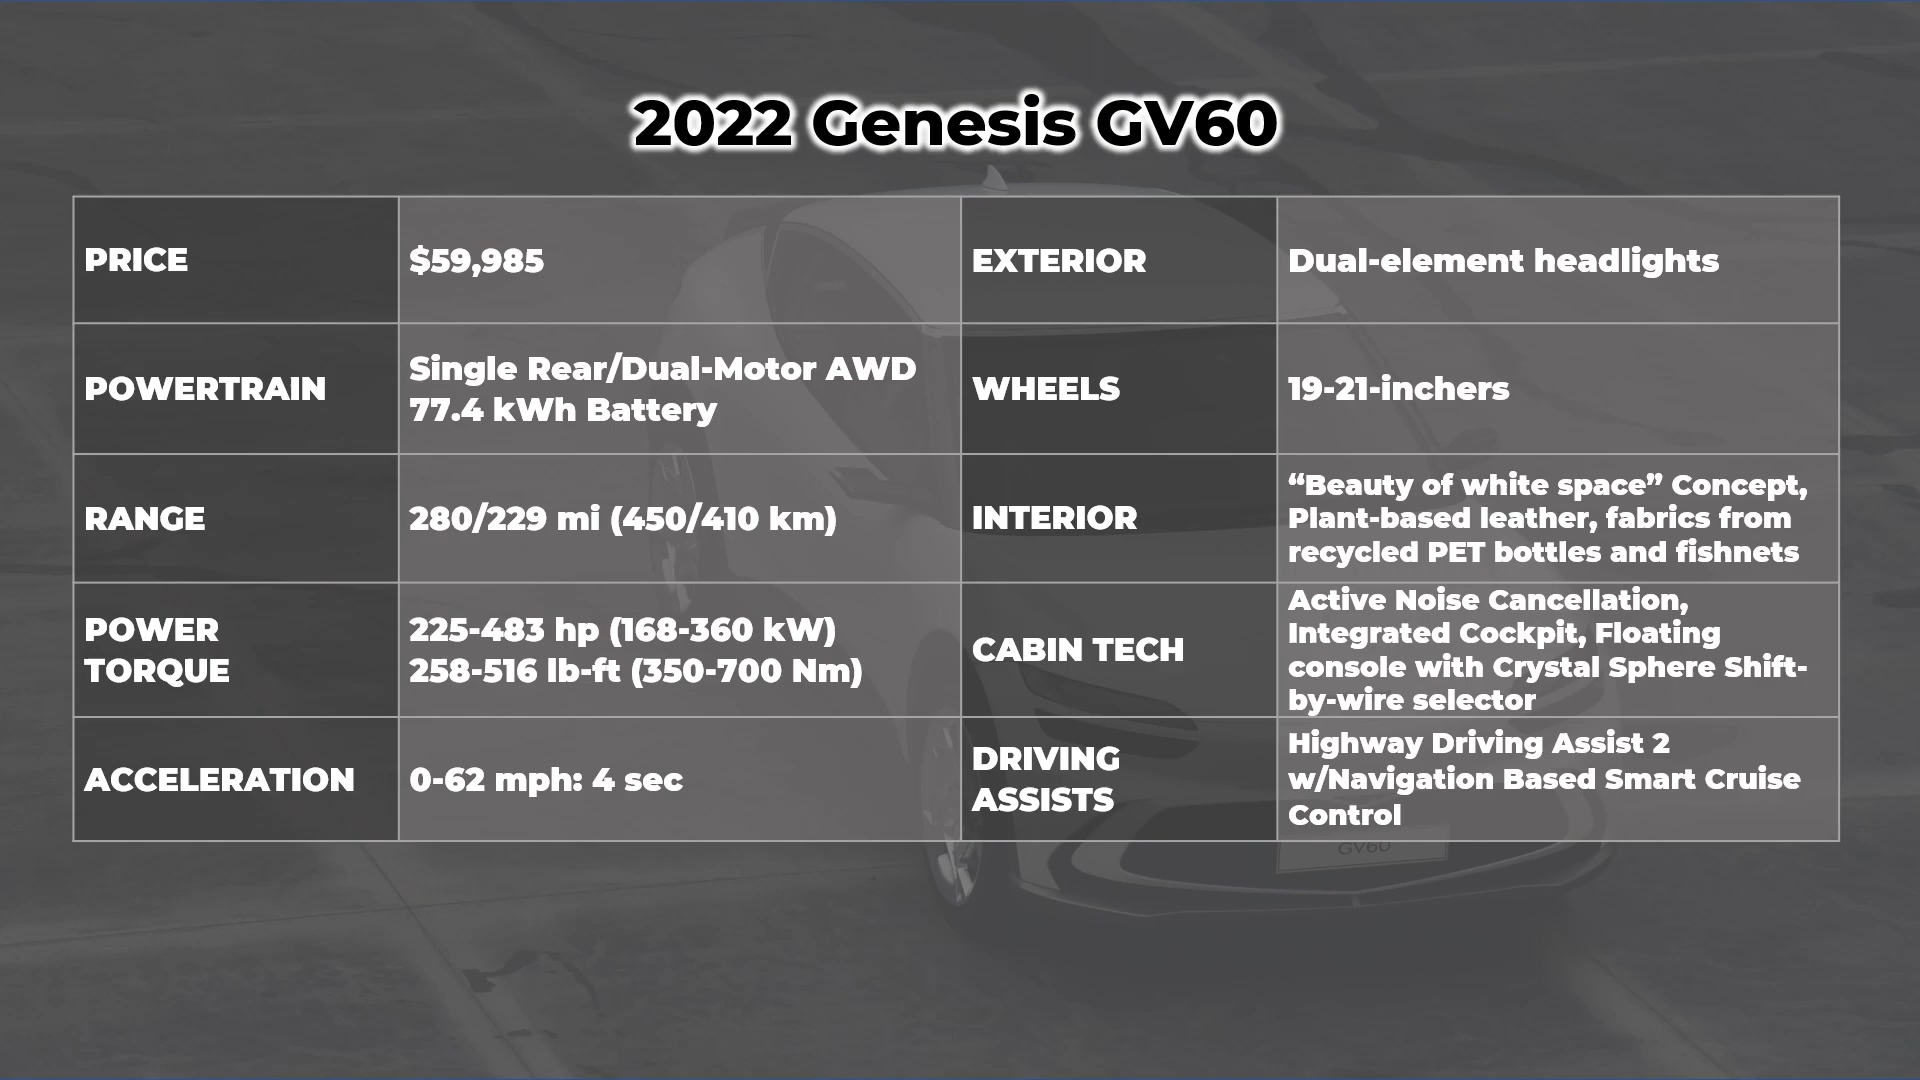 2022 Genesis GV60
PRICE
$59,985
EXTERIOR
Dual-element headlights
POWERTRAIN
Single Rear/Dual-Motor AWD
77.4 kWh Battery
WHEELS
19-21-inchers
RANGE
280/229 mi (450/410 km)
INTERIOR
“Beauty of white space” Concept,
Plant-based leather, fabrics from
recycled PET bottles and fishnets
POWER
TORQUE
225-483 hp (168-360 kW)
258-516 lb-ft (350-700 Nm)
CABIN TECH
Active Noise Cancellation,
Integrated Cockpit, Floating
console with Crystal Sphere Shift-
by-wire selector
ACCELERATION
0-62 mph: 4 sec
DRIVING
ASSISTS
Highway Driving Assist 2
w/Navigation Based Smart Cruise
Control
GV60